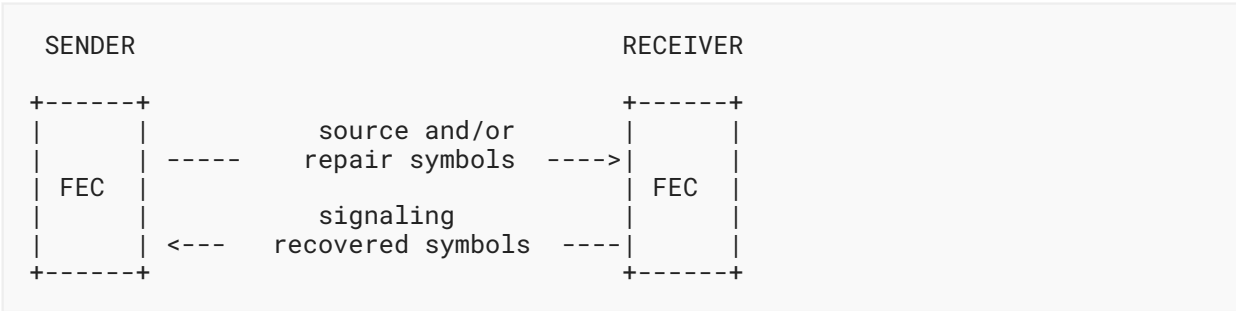 SENDER                                RECEIVER
+------+                               +------+
|      |           source and/or       |      |
|      | -----    repair symbols  ---->|      |
| FEC  |                               | FEC  |
|      |           signaling           |      |
|      | <---   recovered symbols  ----|      |
+------+                               +------+